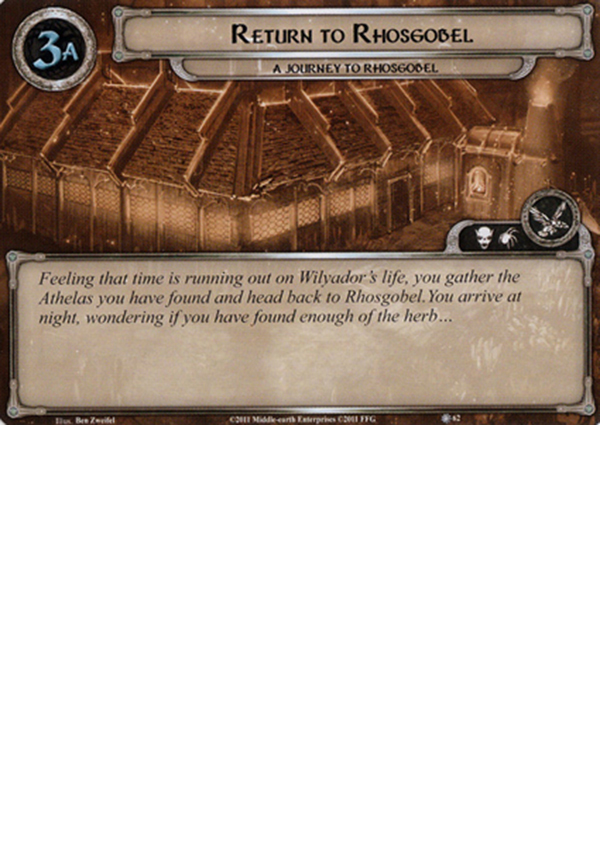 3A
RETURN TO RHOSGOBEL
A JOURNEY TO RHOSGOBEL
Feeling that time is running out on Wilyador's life, you gather the
Athelas you have found and head back to Rhosgobel. You arrive at
night, wondering if you have found enough of the herb…
Illus. Ben Zweifel ©2011 Middle-earth Enterprises ©2011 FFG 62